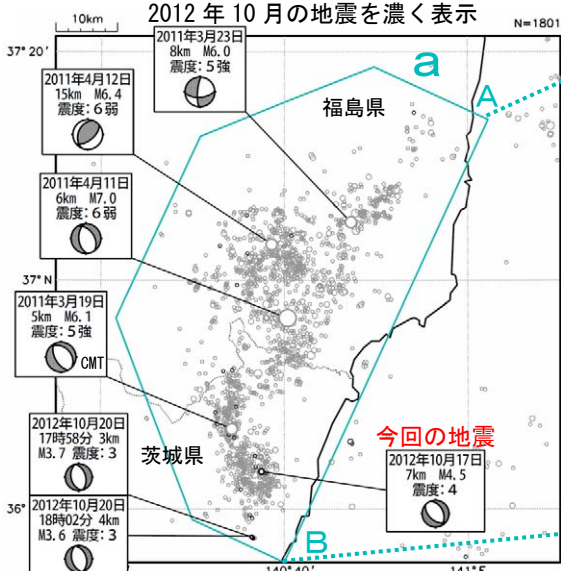 2012年10月の地震を濃く表示
10km
N=1801
2011年3月23日
8km M6.0
震度:5強
a
37°20'
2011年4月12日
15km M6.4
震度:6弱
福島県
A
2011年4月11日
6km M7.0
震度:6弱
37°N
2011年3月19日
5km M6.1
震度:5強
CMT
今回の地震
2012年10月20日
17時58分 3km
M3.7 震度:3
茨城県
2012年10月17日
7km M4.5
震度:4
2012年10月20日
18時02分 4km
M3.6 震度:3
36°
B
140°40'
141°5'